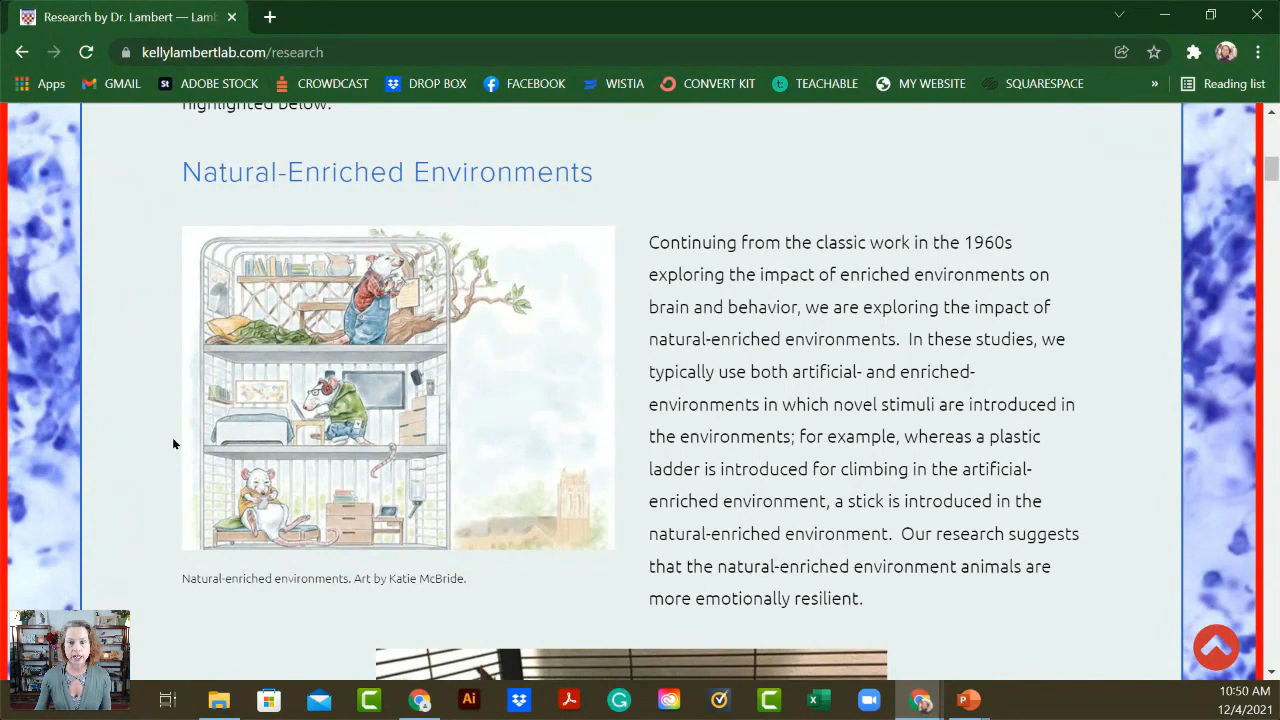 Research by Dr. Lambert — Lam
kellylambertlab.com/research
Apps
GMAIL
St
ADOBE STOCK
CROWDCAST
DROP BOX
FACEBOOK
WISTIA
CONVERT KIT
TEACHABLE
MY WEBSITE
SQUARESPACE
»
Reading list
highlighted below.
Natural-Enriched Environments
Continuing from the classic work in the 1960s
exploring the impact of enriched environments on
brain and behavior, we are exploring the impact of
natural-enriched environments. In these studies, we
typically use both artificial- and enriched-
environments in which novel stimuli are introduced in
the environments; for example, whereas a plastic
ladder is introduced for climbing in the artificial-
enriched environment, a stick is introduced in the
natural-enriched environment. Our research suggests
that the natural-enriched environment animals are
more emotionally resilient.
Natural-enriched environments. Art by Katie McBride.
Ai
10:50 AM
12/4/2021